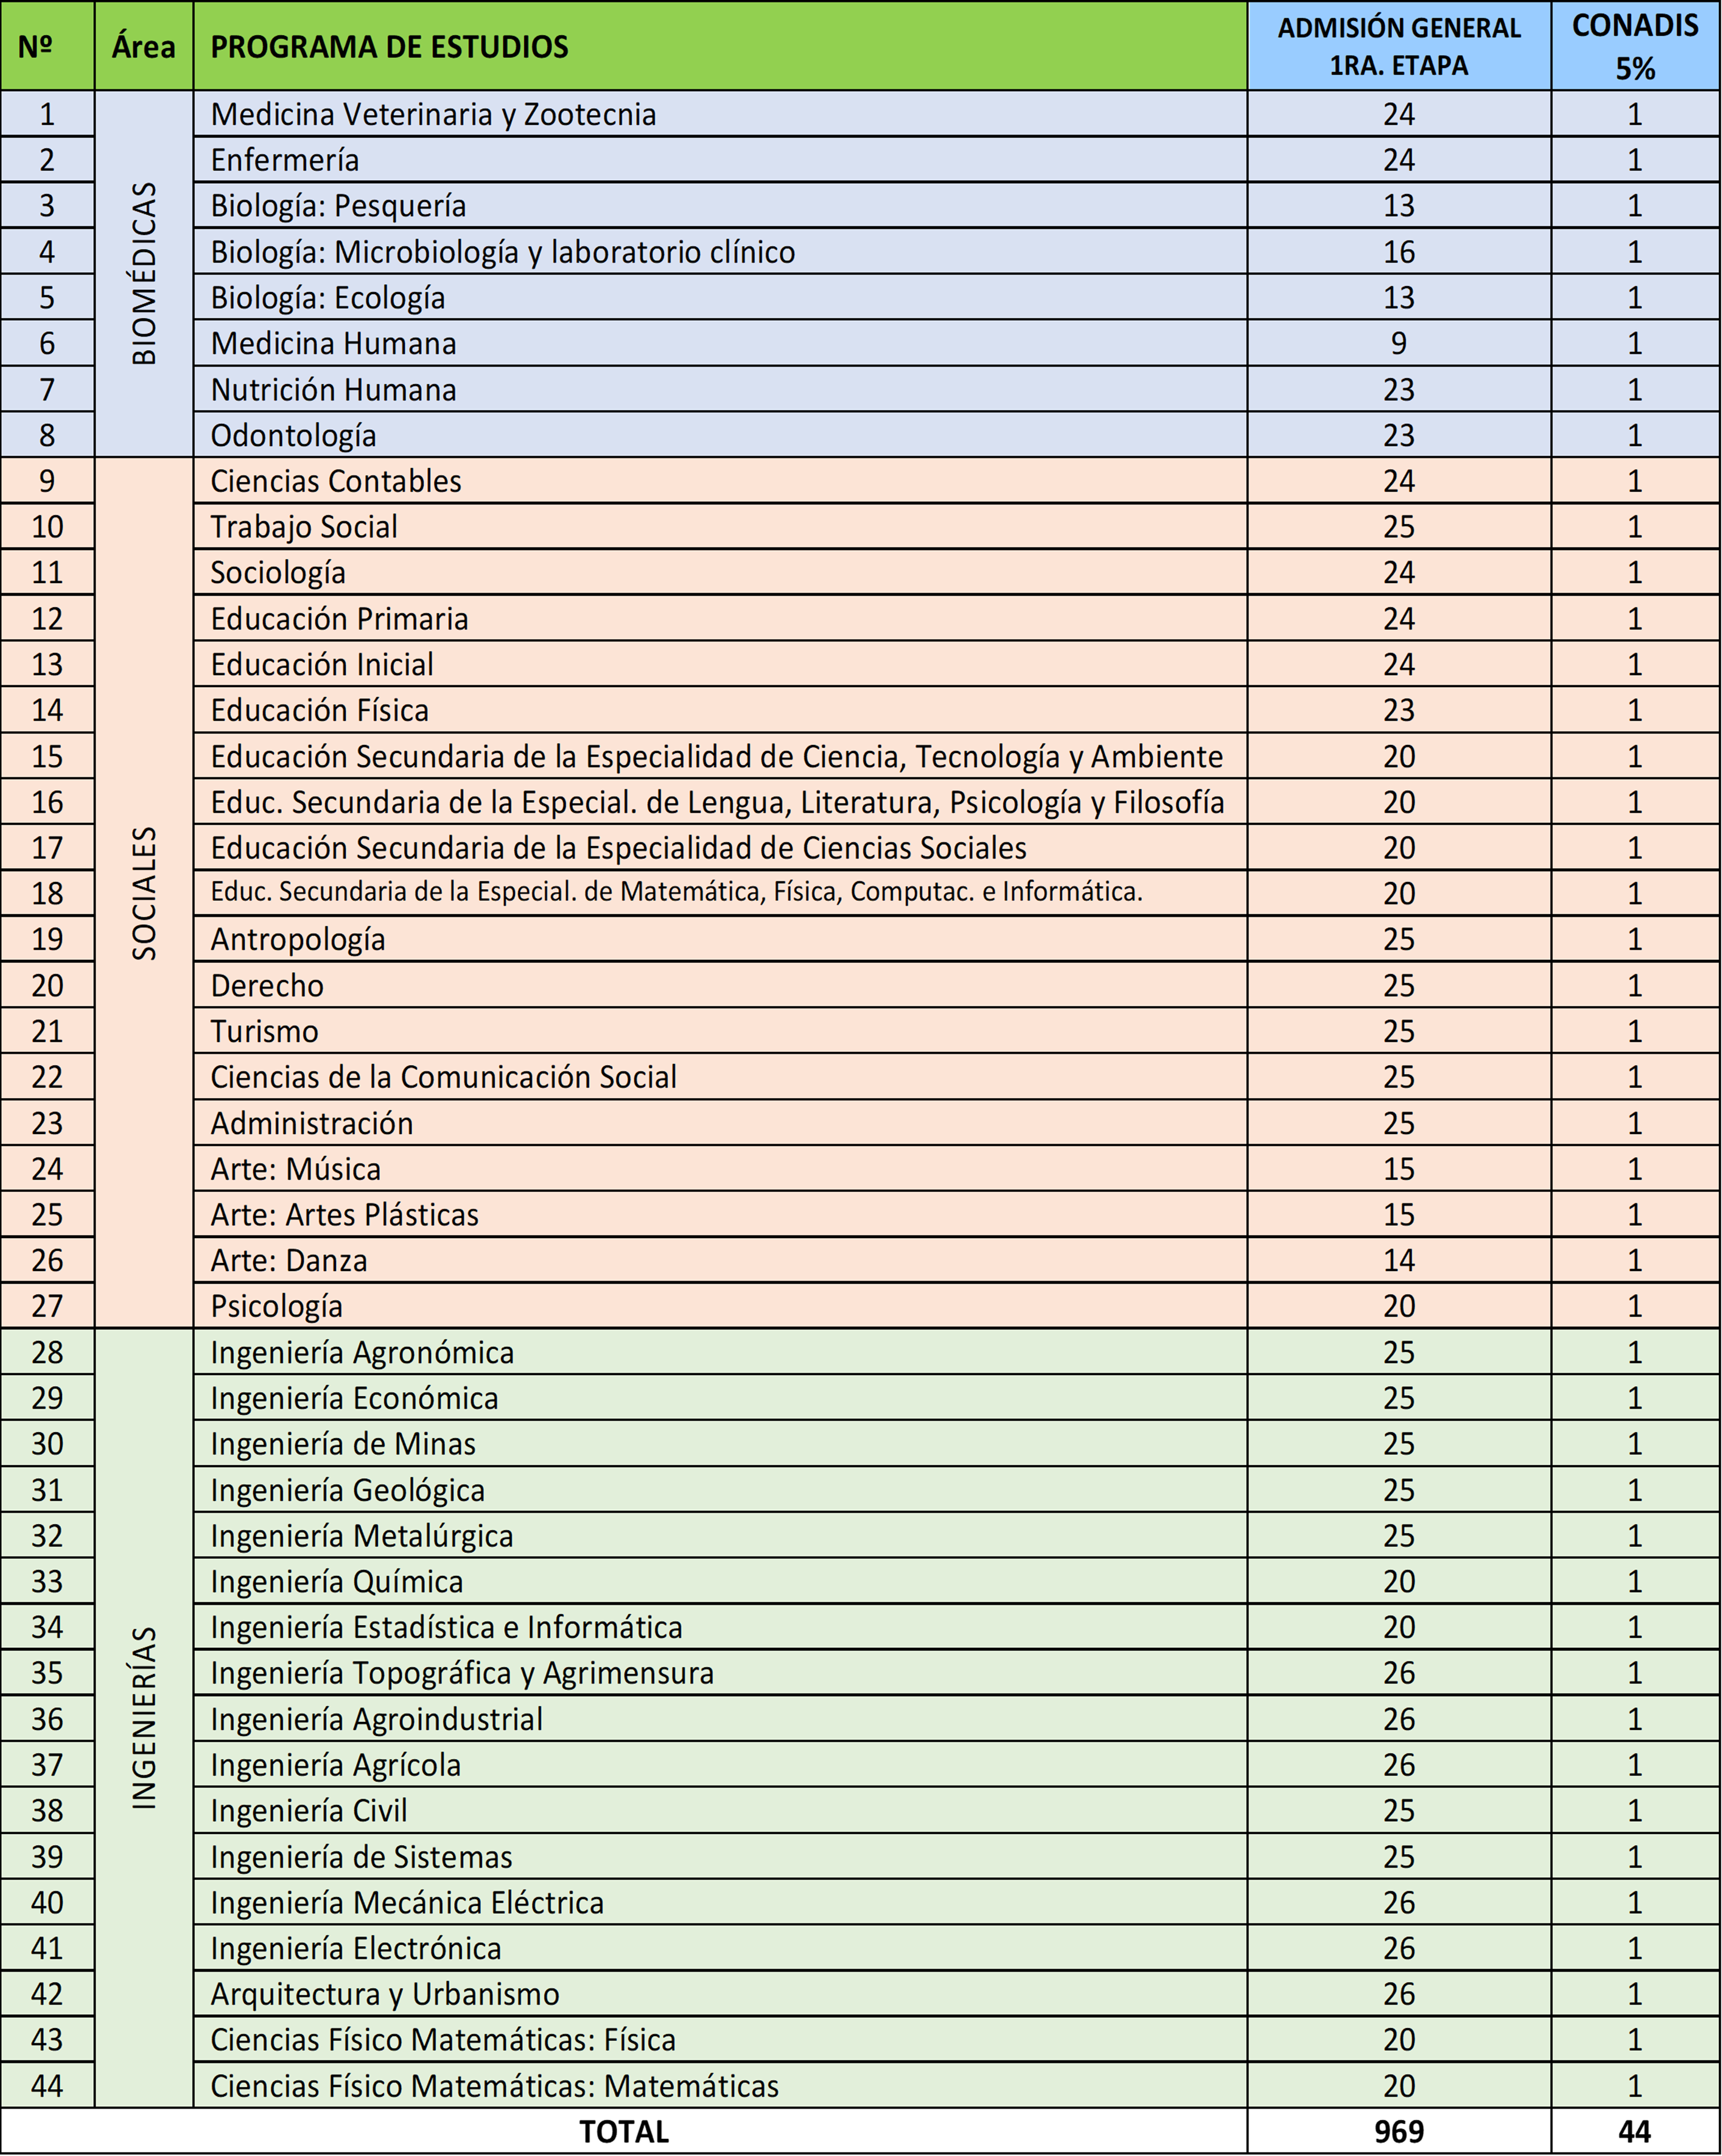 Nº Área PROGRAMA DE ESTUDIOS ADMISIÓN GENERAL 1RA. ETAPA CONADIS 5%
BIOMÉDICAS
1 Medicina Veterinaria y Zootecnia 24 1
2 Enfermería 24 1
3 Biología: Pesquería 13 1
4 Biología: Microbiología y laboratorio clínico 16 1
5 Biología: Ecología 13 1
6 Medicina Humana 9 1
7 Nutrición Humana 23 1
8 Odontología 23 1
SOCIALES
9 Ciencias Contables 24 1
10 Trabajo Social 25 1
11 Sociología 24 1
12 Educación Primaria 24 1
13 Educación Inicial 24 1
14 Educación Física 23 1
15 Educación Secundaria de la Especialidad de Ciencia, Tecnología y Ambiente 20 1
16 Educ. Secundaria de la Especial. de Lengua, Literatura, Psicología y Filosofía 20 1
17 Educación Secundaria de la Especialidad de Ciencias Sociales 20 1
18 Educ. Secundaria de la Especial. de Matemática, Física, Computac. e Informática. 20 1
19 Antropología 25 1
20 Derecho 25 1
21 Turismo 25 1
22 Ciencias de la Comunicación Social 25 1
23 Administración 25 1
24 Arte: Música 15 1
25 Arte: Artes Plásticas 15 1
26 Arte: Danza 14 1
27 Psicología 20 1
INGENIERÍAS
28 Ingeniería Agronómica 25 1
29 Ingeniería Económica 25 1
30 Ingeniería de Minas 25 1
31 Ingeniería Geológica 25 1
32 Ingeniería Metalúrgica 25 1
33 Ingeniería Química 20 1
34 Ingeniería Estadística e Informática 20 1
35 Ingeniería Topográfica y Agrimensura 26 1
36 Ingeniería Agroindustrial 26 1
37 Ingeniería Agrícola 26 1
38 Ingeniería Civil 25 1
39 Ingeniería de Sistemas 25 1
40 Ingeniería Mecánica Eléctrica 26 1
41 Ingeniería Electrónica 26 1
42 Arquitectura y Urbanismo 26 1
43 Ciencias Físico Matemáticas: Física 20 1
44 Ciencias Físico Matemáticas: Matemáticas 20 1
TOTAL 969 44